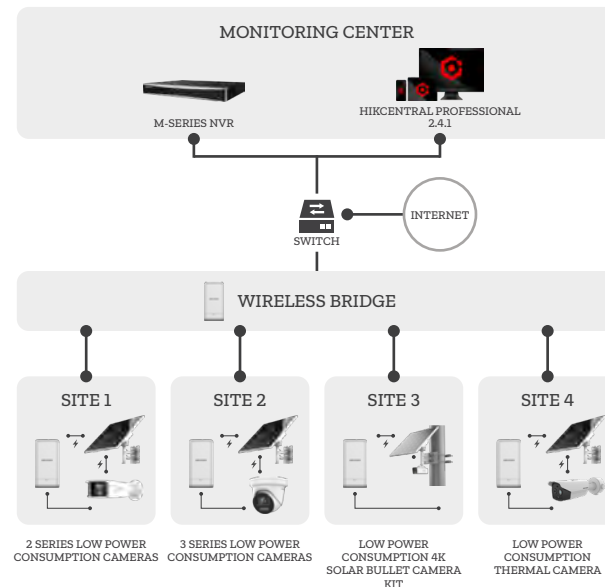 MONITORING CENTER
M-SERIES NVR
HIKCENTRAL PROFESSIONAL
2.4.1
SWITCH
INTERNET
WIRELESS BRIDGE
SITE 1
SITE 2
SITE 3
SITE 4
2 SERIES LOW POWER
CONSUMPTION CAMERAS
3 SERIES LOW POWER
CONSUMPTION CAMERAS
LOW POWER
CONSUMPTION 4K
SOLAR BULLET CAMERA
KIT
LOW POWER
CONSUMPTION
THERMAL CAMERA